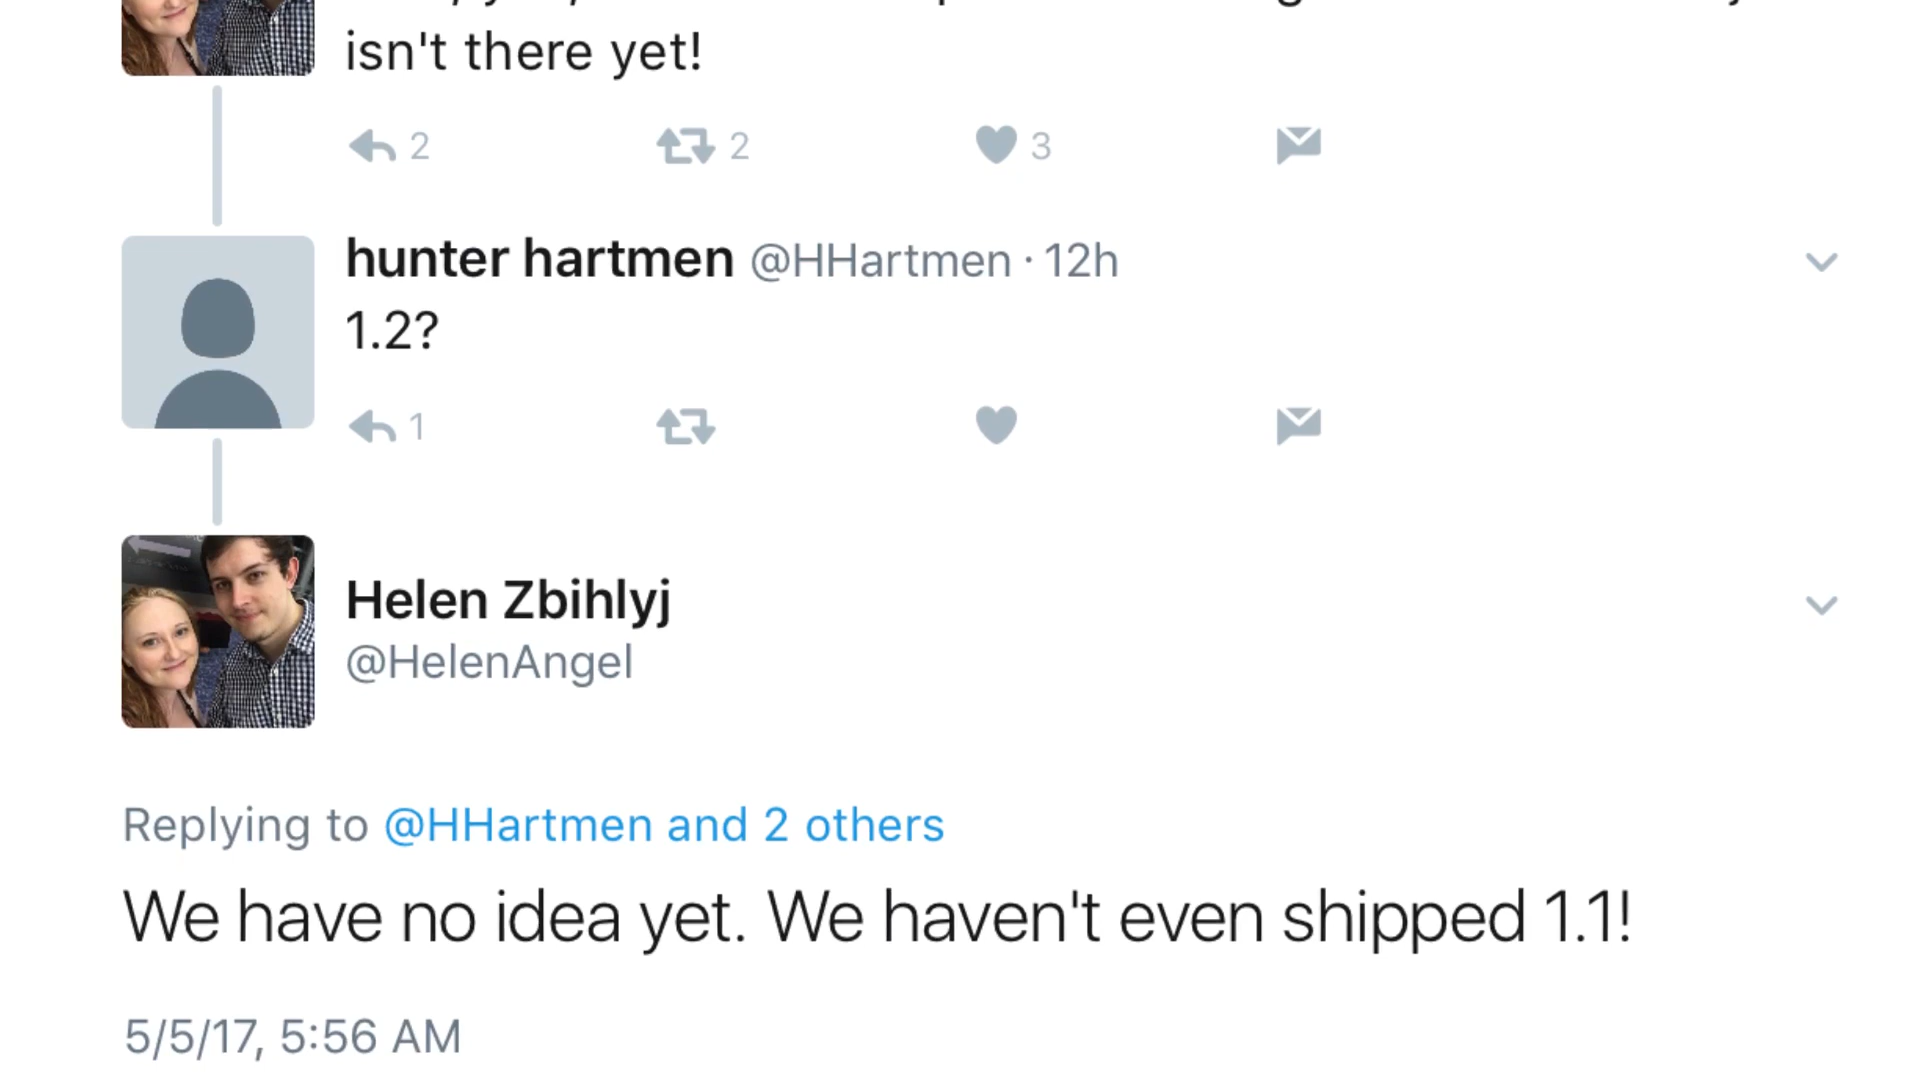 isn't there yet!
2 2 3
hunter hartmen @HHartmen · 12h
1.2?
1
Helen Zbihlyj
@HelenAngel
Replying to @HHartmen and 2 others
We have no idea yet. We haven't even shipped 1.1!
5/5/17, 5:56 AM